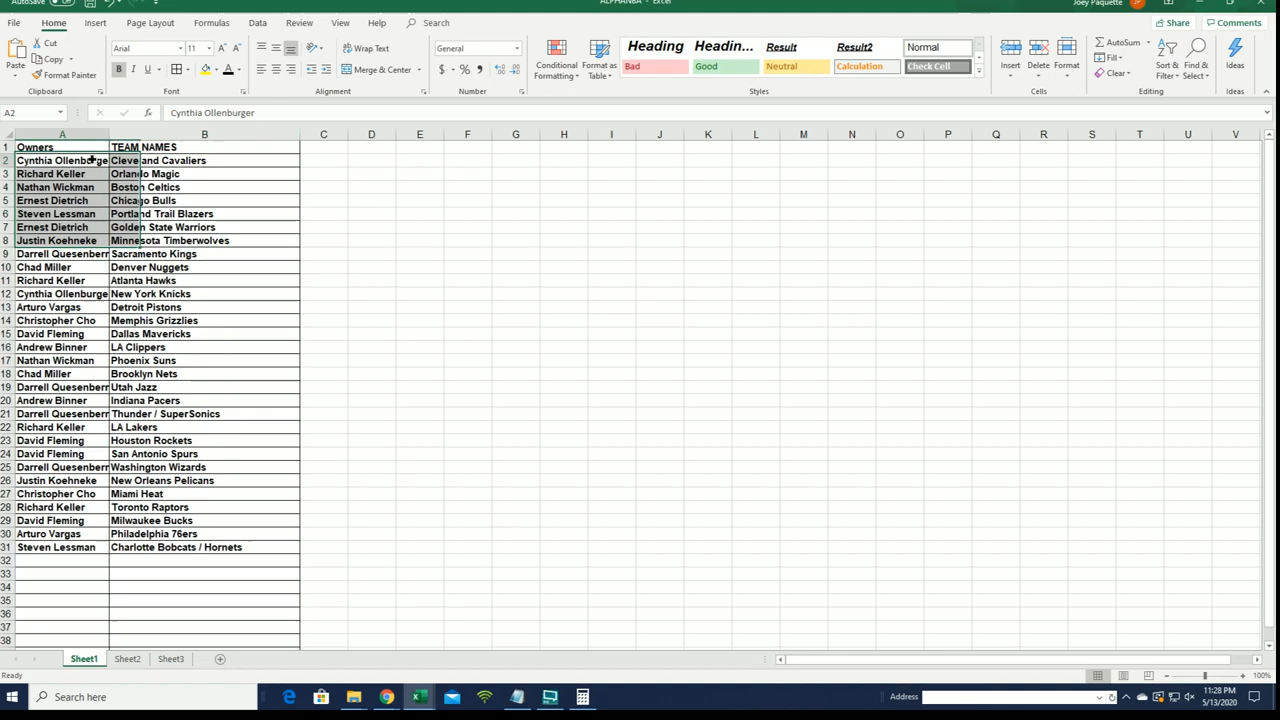 AutoSave Off ALPHANBA - Excel Joey Paquette JP
File Home Insert Page Layout Formulas Data Review View Help Search Share Comments
Paste Cut Copy Format Painter Clipboard
Arial 11 B I U Font
Wrap Text Merge & Center Alignment
General $ % , Number
Conditional Formatting Format as Table
Heading Headin... Result Result2 Normal
Bad Good Neutral Calculation Check Cell
Styles
Insert Delete Format Cells
AutoSum Fill Clear Sort & Filter Find & Select Editing
Ideas Ideas
A2 fx Cynthia Ollenburger
A B C D E F G H I J K L M N O P Q R S T U V
1 Owners TEAM NAMES
2 Cynthia Ollenburge Cleveland Cavaliers
3 Richard Keller Orlando Magic
4 Nathan Wickman Boston Celtics
5 Ernest Dietrich Chicago Bulls
6 Steven Lessman Portland Trail Blazers
7 Ernest Dietrich Golden State Warriors
8 Justin Koehneke Minnesota Timberwolves
9 Darrell Quesenberr Sacramento Kings
10 Chad Miller Denver Nuggets
11 Richard Keller Atlanta Hawks
12 Cynthia Ollenburge New York Knicks
13 Arturo Vargas Detroit Pistons
14 Christopher Cho Memphis Grizzlies
15 David Fleming Dallas Mavericks
16 Andrew Binner LA Clippers
17 Nathan Wickman Phoenix Suns
18 Chad Miller Brooklyn Nets
19 Darrell Quesenberr Utah Jazz
20 Andrew Binner Indiana Pacers
21 Darrell Quesenberr Thunder / SuperSonics
22 Richard Keller LA Lakers
23 David Fleming Houston Rockets
24 David Fleming San Antonio Spurs
25 Darrell Quesenberr Washington Wizards
26 Justin Koehneke New Orleans Pelicans
27 Christopher Cho Miami Heat
28 Richard Keller Toronto Raptors
29 David Fleming Milwaukee Bucks
30 Arturo Vargas Philadelphia 76ers
31 Steven Lessman Charlotte Bobcats / Hornets
32
33
34
35
36
37
38
Sheet1 Sheet2 Sheet3
Ready 100%
Search here Address 11:28 PM
5/13/2020